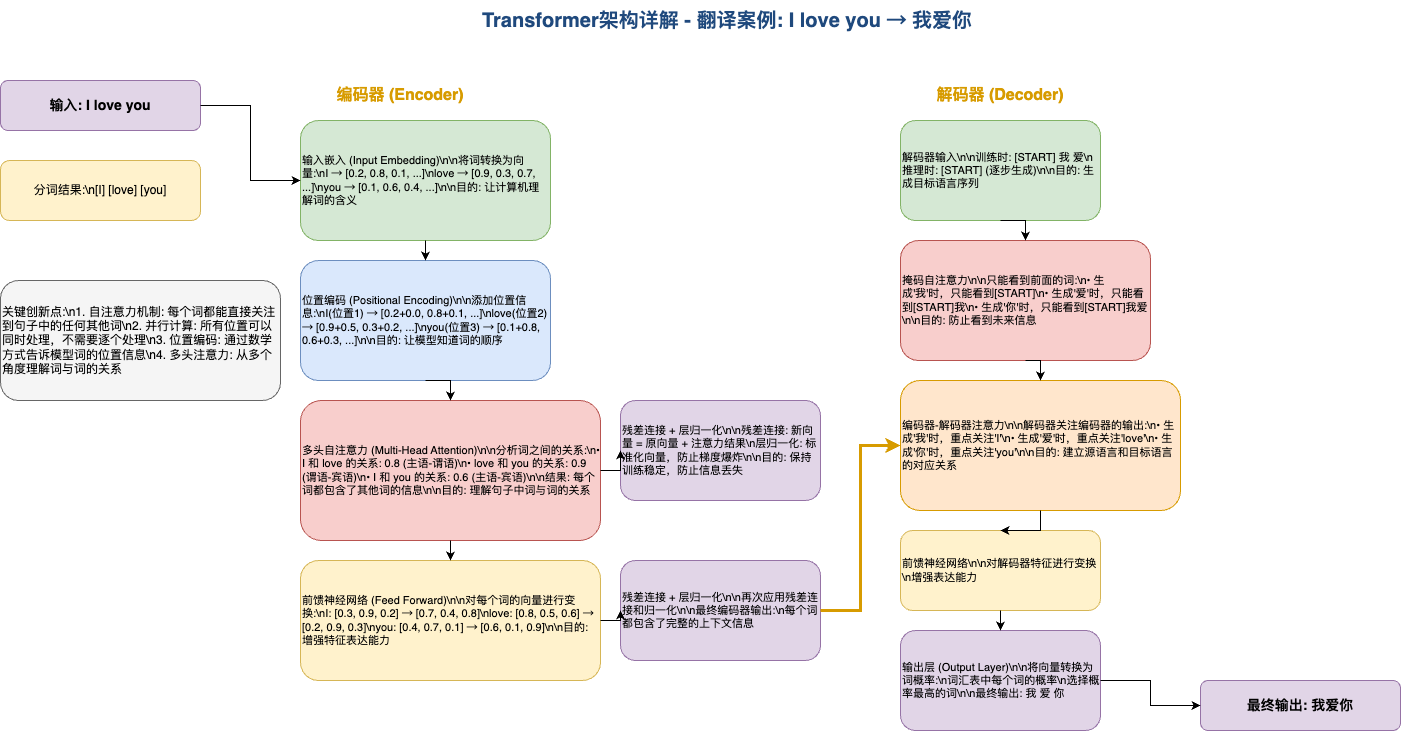 Transformer架构详解 - 翻译案例: I love you → 我爱你
输入: I love you
分词结果:\n[I] [love] [you]
关键创新点:\n1. 自注意力机制: 每个词都能直接关注
到句子中的任何其他词\n2. 并行计算: 所有位置可以
同时处理，不需要逐个处理\n3. 位置编码: 通过数学
方式告诉模型词的位置信息\n4. 多头注意力: 从多个
角度理解词与词的关系
编码器 (Encoder)
输入嵌入 (Input Embedding)\n\n将词转换为向
量:\nI → [0.2, 0.8, 0.1, ...]\nlove → [0.9, 0.3, 0.7,
...]\nyou → [0.1, 0.6, 0.4, ...]\n\n目的: 让计算机理
解词的含义
位置编码 (Positional Encoding)\n\n添加位置信
息:\nI(位置1) → [0.2+0.0, 0.8+0.1, ...]\nlove(位置2)
→ [0.9+0.5, 0.3+0.2, ...]\nyou(位置3) → [0.1+0.8,
0.6+0.3, ...]\n\n目的: 让模型知道词的顺序
多头自注意力 (Multi-Head Attention)\n\n分析词之间的关系:\n•
I 和 love 的关系: 0.8 (主语-谓语)\n• love 和 you 的关系: 0.9
(谓语-宾语)\n• I 和 you 的关系: 0.6 (主语-宾语)\n\n结果: 每个
词都包含了其他词的信息\n\n目的: 理解句子中词与词的关系
残差连接 + 层归一化\n\n残差连接: 新向
量 = 原向量 + 注意力结果\n层归一化: 标
准化向量，防止梯度爆炸\n\n目的: 保持
训练稳定，防止信息丢失
前馈神经网络 (Feed Forward)\n\n对每个词的向量进行变
换:\nI: [0.3, 0.9, 0.2] → [0.7, 0.4, 0.8]\nlove: [0.8, 0.5, 0.6] →
[0.2, 0.9, 0.3]\nyou: [0.4, 0.7, 0.1] → [0.6, 0.1, 0.9]\n\n目的:
增强特征表达能力
残差连接 + 层归一化\n\n再次应用残差连
接和归一化\n\n最终编码器输出:\n每个词
都包含了完整的上下文信息
解码器 (Decoder)
解码器输入\n\n训练时: [START] 我 爱\n
推理时: [START] (逐步生成)\n\n目的: 生
成目标语言序列
掩码自注意力\n\n只能看到前面的词:\n• 生
成'我'时，只能看到[START]\n• 生成'爱'时，只能看
到[START]我\n• 生成'你'时，只能看到[START]我爱
\n\n目的: 防止看到未来信息
编码器-解码器注意力\n\n解码器关注编码器的输出:\n• 生
成'我'时，重点关注'I'\n• 生成'爱'时，重点关注'love'\n• 生
成'你'时，重点关注'you'\n\n目的: 建立源语言和目标语言
的对应关系
前馈神经网络\n\n对解码器特征进行变换
\n增强表达能力
输出层 (Output Layer)\n\n将向量转换为
词概率:\n词汇表中每个词的概率\n选择概
率最高的词\n\n最终输出: 我 爱 你
最终输出: 我爱你